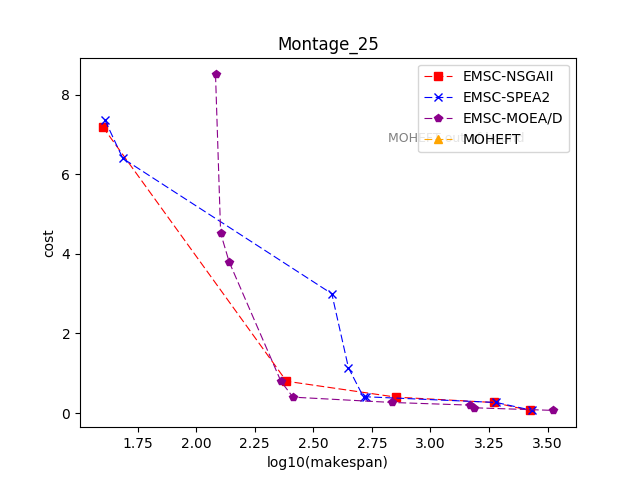 Montage_25
EMSC-NSGAII
EMSC-SPEA2
EMSC-MOEA/D
MOHEFT
8
6
4
2
0
cost
1.75 2.00 2.25 2.50 2.75 3.00 3.25 3.50
log10(makespan)